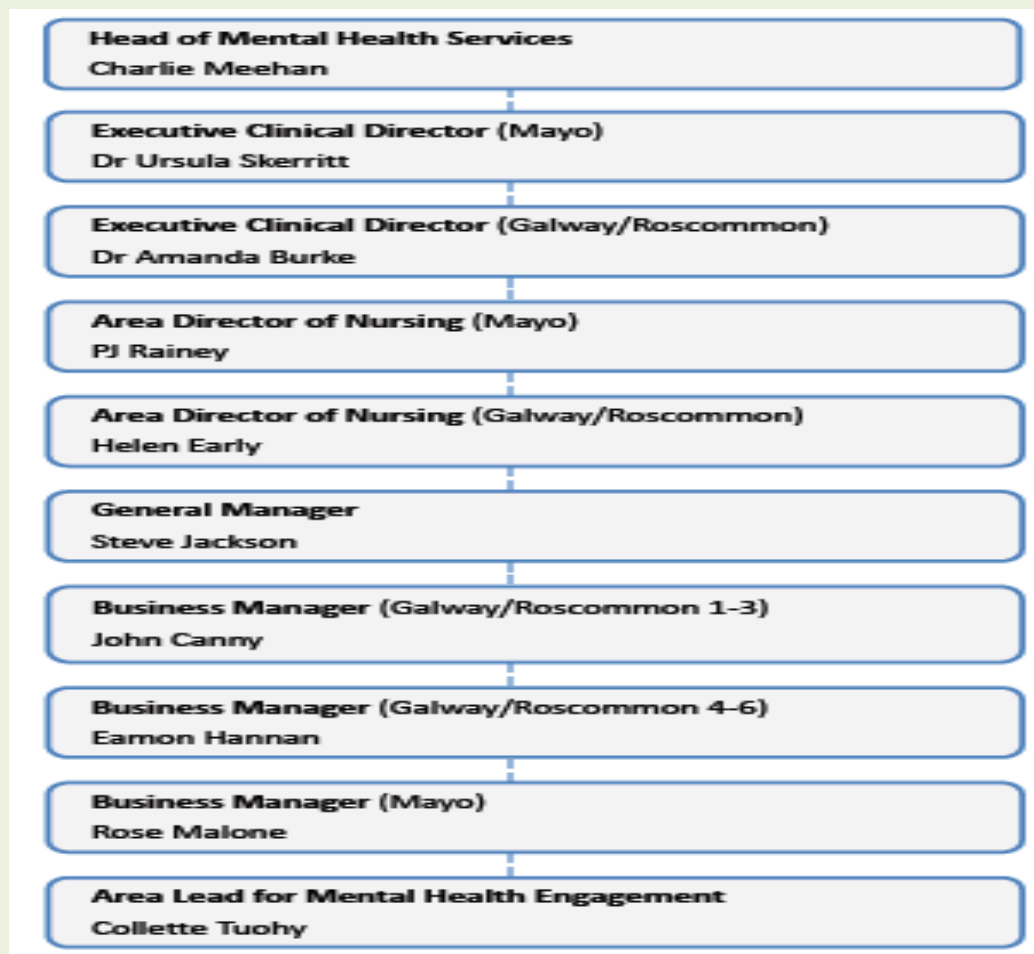 Head of Mental Health Services
Charlie Meehan
Executive Clinical Director (Mayo)
Dr Ursula Skerritt
Executive Clinical Director (Galway/Roscommon)
Dr Amanda Burke
Area Director of Nursing (Mayo)
PJ Rainey
Area Director of Nursing (Galway/Roscommon)
Helen Early
General Manager
Steve Jackson
Business Manager (Galway/Roscommon 1-3)
John Canny
Business Manager (Galway/Roscommon 4-6)
Eamon Hannan
Business Manager (Mayo)
Rose Malone
Area Lead for Mental Health Engagement
Collette Tuohy